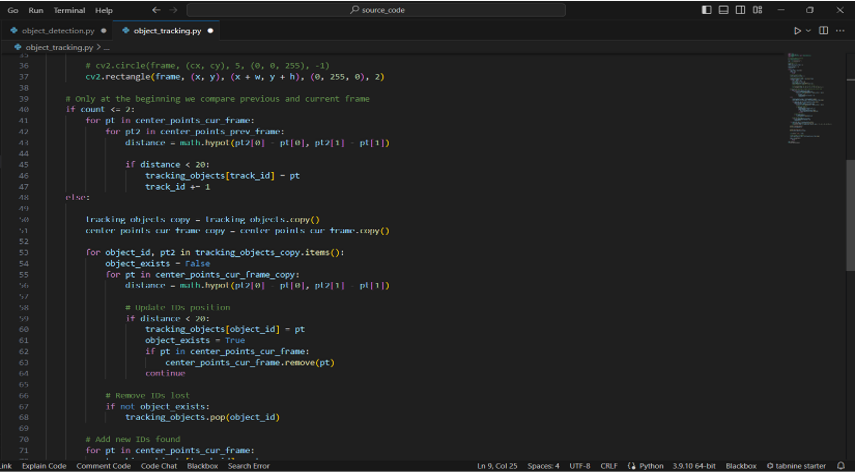 Go Run Terminal Help source_code
object_detection.py object_tracking.py
object_tracking.py > ...
36 # cv2.circle(frame, (cx, cy), 5, (0, 0, 255), -1)
37 cv2.rectangle(frame, (x, y), (x + w, y + h), (0, 255, 0), 2)
38
39 # Only at the beginning we compare previous and current frame
40 if count <= 2:
41 for pt in center_points_cur_frame:
42 for pt2 in center_points_prev_frame:
43 distance = math.hypot(pt2[0] - pt[0], pt2[1] - pt[1])
44
45 if distance < 20:
46 tracking_objects[track_id] = pt
47 track_id += 1
48 else:
49
50 tracking_objects_copy = tracking_objects.copy()
51 center_points_cur_frame_copy = center_points_cur_frame.copy()
52
53 for object_id, pt2 in tracking_objects_copy.items():
54 object_exists = False
55 for pt in center_points_cur_frame_copy:
56 distance = math.hypot(pt2[0] - pt[0], pt2[1] - pt[1])
57
58 # Update IDs position
59 if distance < 20:
60 tracking_objects[object_id] = pt
61 object_exists = True
62 if pt in center_points_cur_frame:
63 center_points_cur_frame.remove(pt)
64 continue
65
66 # Remove IDs lost
67 if not object_exists:
68 tracking_objects.pop(object_id)
69
70 # Add new IDs found
71 for pt in center_points_cur_frame:
Explain Code Comment Code Code Chat Blackbox Search Error Ln 9, Col 25 Spaces: 4 UTF-8 CRLF Python 3.9.10 64-bit Blackbox tabnine starter